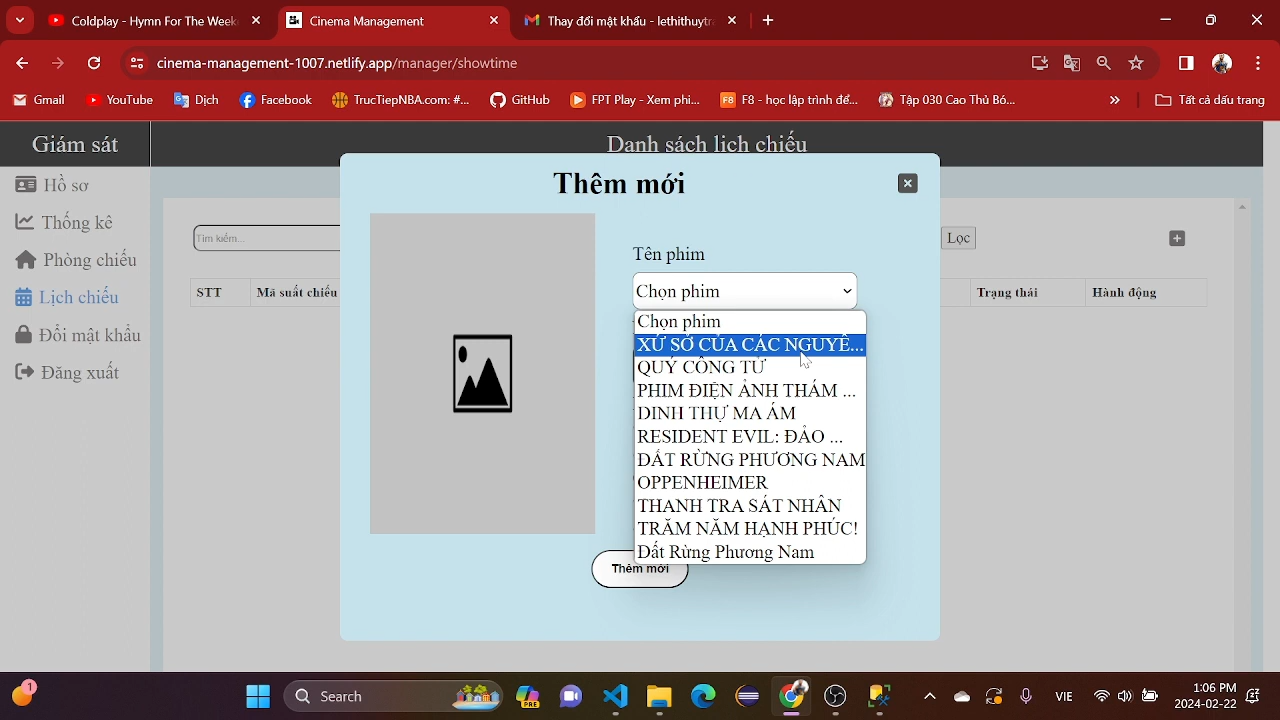 Coldplay - Hymn For The Week
Cinema Management
Thay đổi mật khẩu - lethithuytra
cinema-management-1007.netlify.app/manager/showtime
Gmail
YouTube
Dịch
Facebook
TrucTiepNBA.com: #...
GitHub
FPT Play - Xem phi...
F8 - học lập trình để...
Tập 030 Cao Thủ Bó...
»
Tất cả dấu trang
Giám sát
Danh sách lịch chiếu
Hồ sơ
Thống kê
Phòng chiếu
Lịch chiếu
Đổi mật khẩu
Đăng xuất
Tìm kiếm...
Lọc
STT
Mã suất chiếu
Trạng thái
Hành động
Thêm mới
Tên phim
Chọn phim
Chọn phim
XỨ SỞ CỦA CÁC NGUYÊ...
QUỶ CÔNG TỬ
PHIM ĐIỆN ẢNH THÁM ...
DINH THỰ MA ÁM
RESIDENT EVIL: ĐẢO ...
ĐẤT RỪNG PHƯƠNG NAM
OPPENHEIMER
THANH TRA SÁT NHÂN
TRĂM NĂM HẠNH PHÚC!
Đất Rừng Phương Nam
Thêm mới
1
Search
PRE
VIE
1:06 PM
2024-02-22